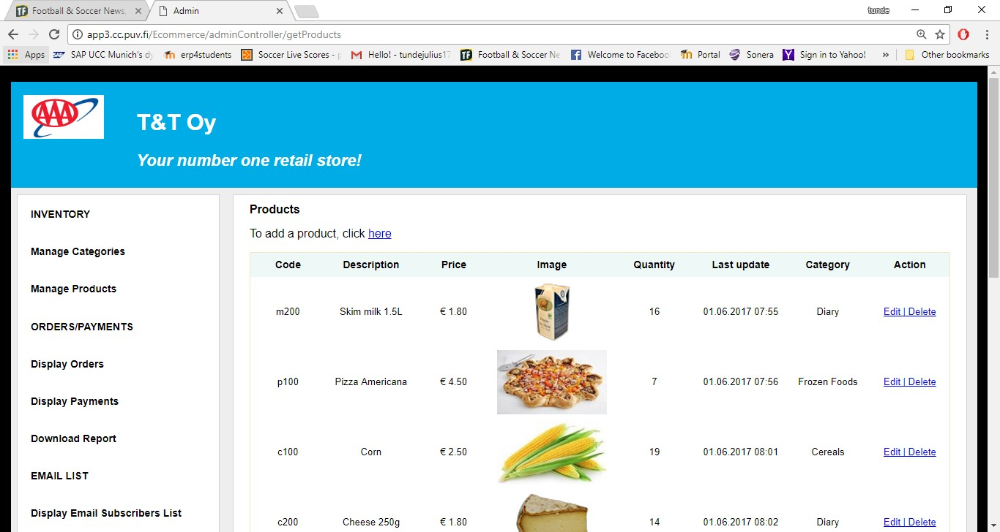 Football & Soccer News,
Admin
tunde
app3.cc.puv.fi/Ecommerce/adminController/getProducts
Apps
SAP UCC Munich's dy
erp4students
Soccer Live Scores - p
Hello! - tundejulius17
Football & Soccer Ne
Welcome to Faceboo
Portal
Sonera
Sign in to Yahoo!
»
Other bookmarks
AAA
T&T Oy
Your number one retail store!
INVENTORY
Manage Categories
Manage Products
ORDERS/PAYMENTS
Display Orders
Display Payments
Download Report
EMAIL LIST
Display Email Subscribers List
Products
To add a product, click here
Code Description Price Image Quantity Last update Category Action
m200 Skim milk 1.5L € 1.80 16 01.06.2017 07:55 Diary Edit | Delete
p100 Pizza Americana € 4.50 7 01.06.2017 07:56 Frozen Foods Edit | Delete
c100 Corn € 2.50 19 01.06.2017 08:01 Cereals Edit | Delete
c200 Cheese 250g € 1.80 14 01.06.2017 08:02 Diary Edit | Delete